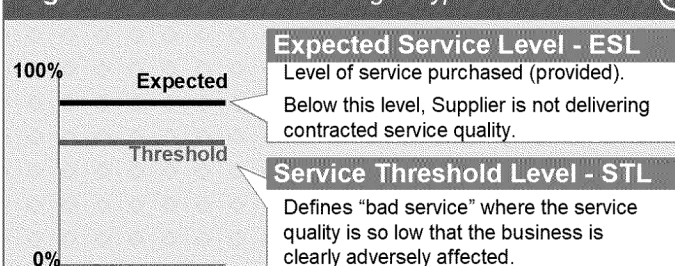 Expected Service Level - ESL
100%
Expected
Level of service purchased (provided).
Below this level, Supplier is not delivering
contracted service quality.
Threshold
Service Threshold Level - STL
Defines “bad service” where the service
quality is so low that the business is
clearly adversely affected.
0%